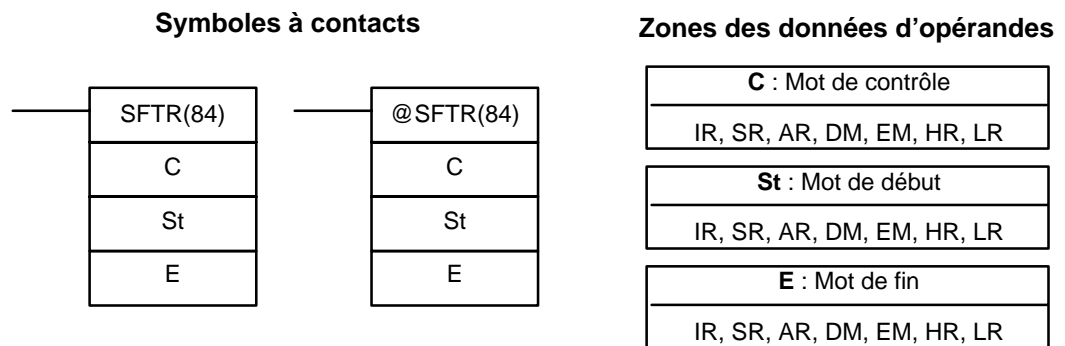 Symboles à contacts
SFTR(84)
C
St
E
@SFTR(84)
C
St
E
Zones des données d’opérandes
C : Mot de contrôle
IR, SR, AR, DM, EM, HR, LR
St : Mot de début
IR, SR, AR, DM, EM, HR, LR
E : Mot de fin
IR, SR, AR, DM, EM, HR, LR